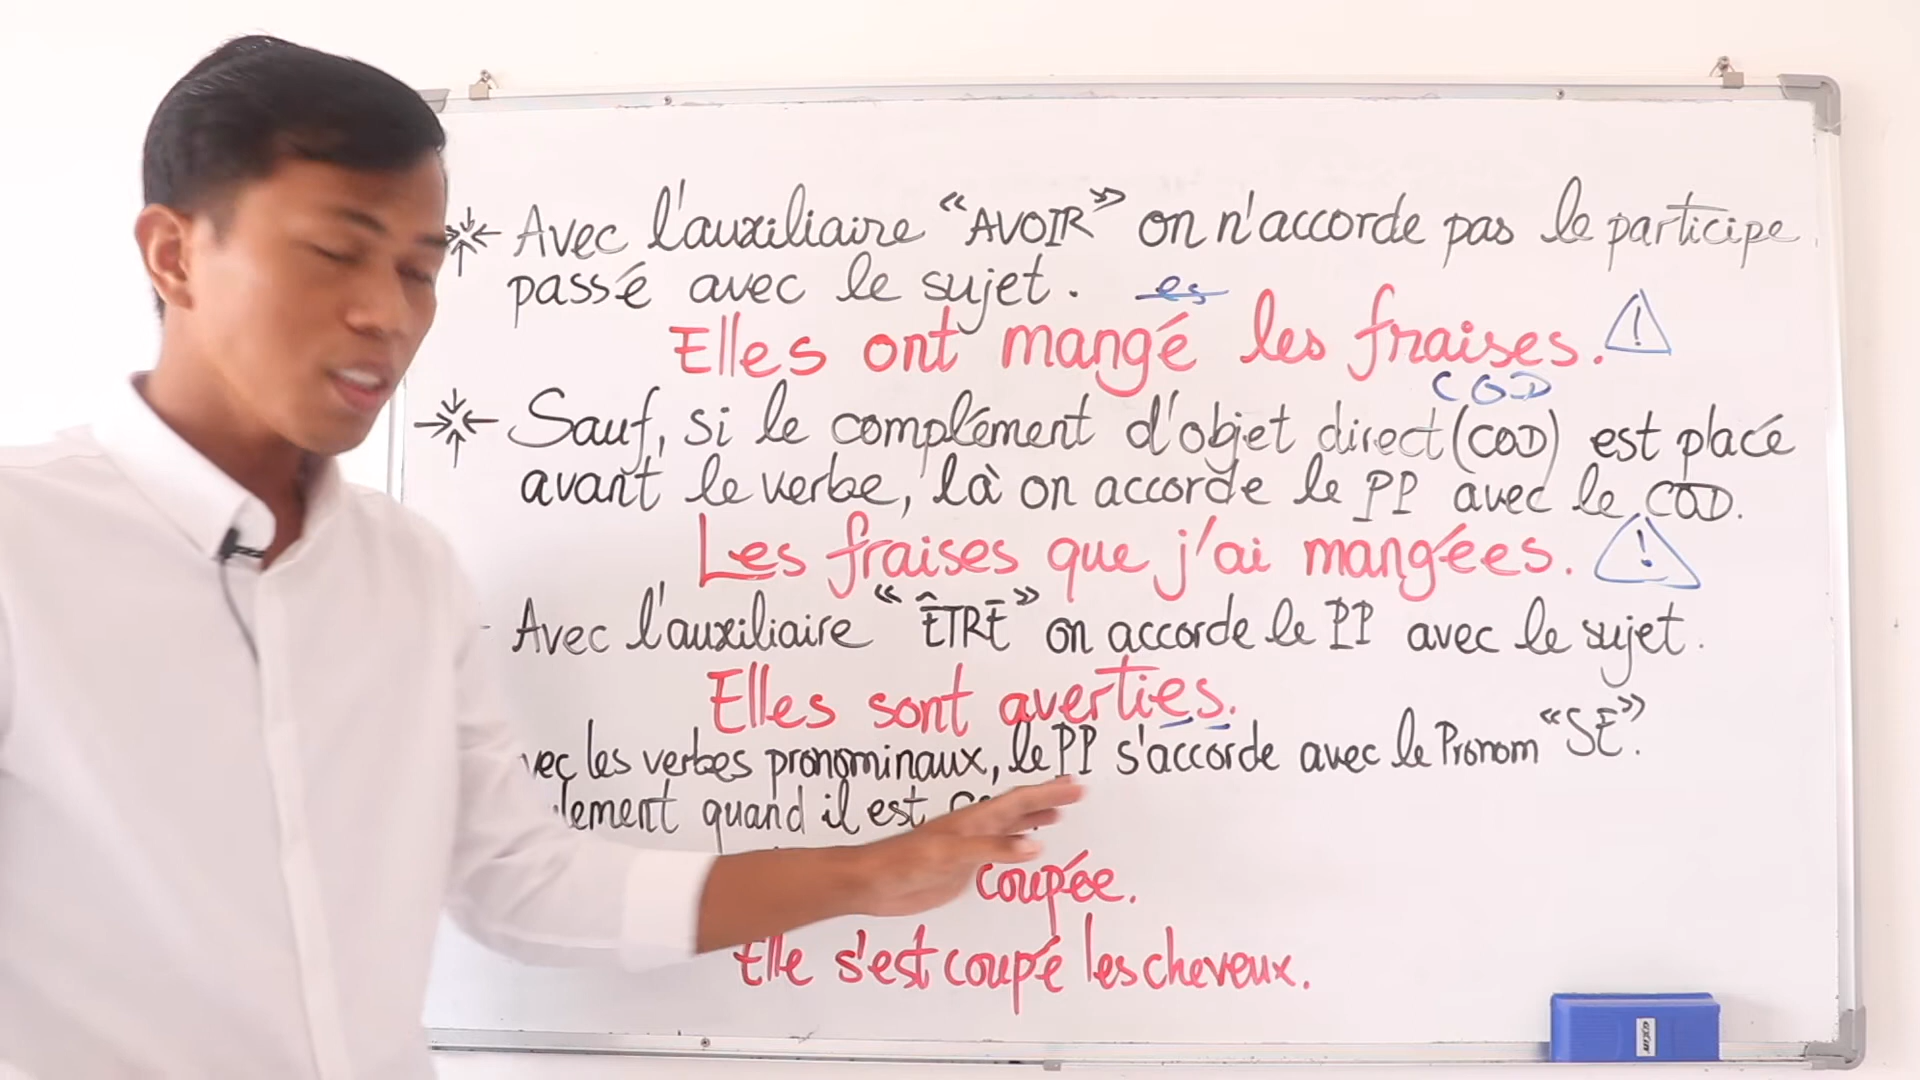 Avec l'auxiliaire “AVOIR” on n'accorde pas le participe
passé avec le sujet. es
Elles ont mangé les fraises. !
COD
Sauf, si le complément d'objet direct (COD) est placé
avant le verbe, là on accorde le PP avec le COD.
Les fraises que j'ai mangées. !
Avec l'auxiliaire “ÊTRE” on accorde le PP avec le sujet.
Elles sont averties.
vec les verbes pronominaux, le PP s'accorde avec le Pronom “SE”.
lement quand il est
coupée.
Elle s'est coupé les cheveux.